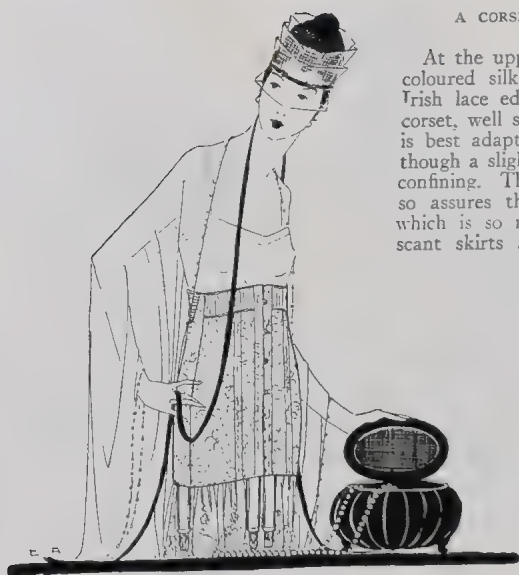 A CORSE
At the upp
coloured silk
Irish lace ed
corset, well s
is best adapt
though a sligh
confining. Th
so assures th
which is so
scant skirts